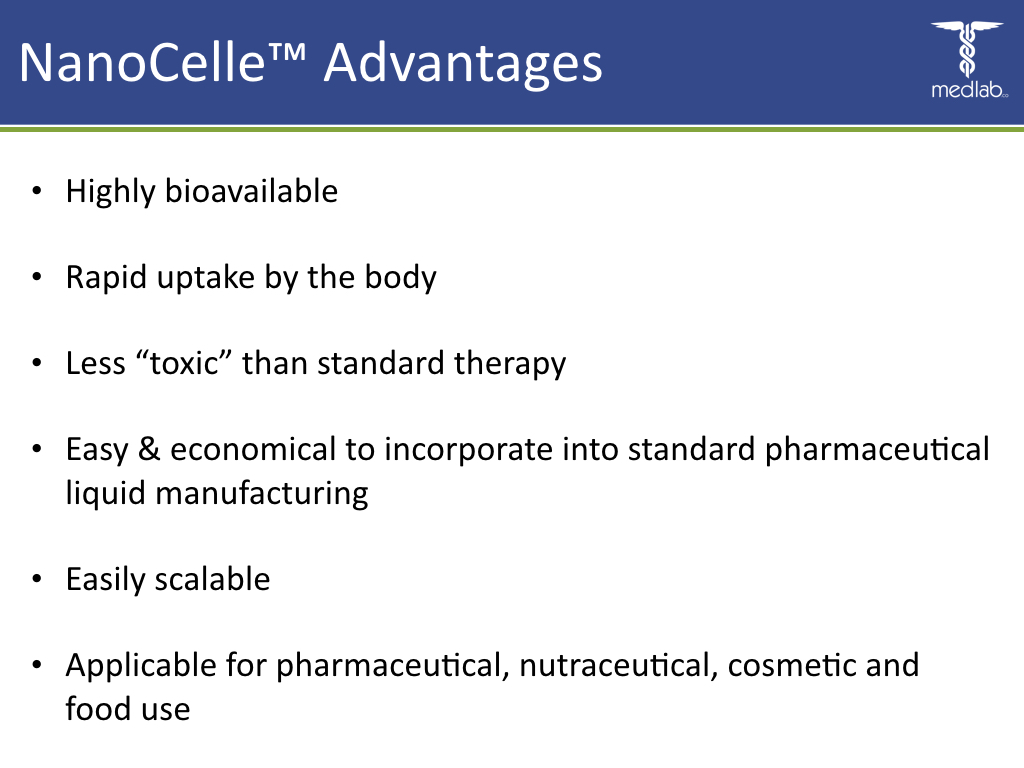 NanoCelle™ Advantages
medlab
• Highly bioavailable
• Rapid uptake by the body
• Less “toxic” than standard therapy
• Easy & economical to incorporate into standard pharmaceutical
liquid manufacturing
• Easily scalable
• Applicable for pharmaceutical, nutraceutical, cosmetic and
food use